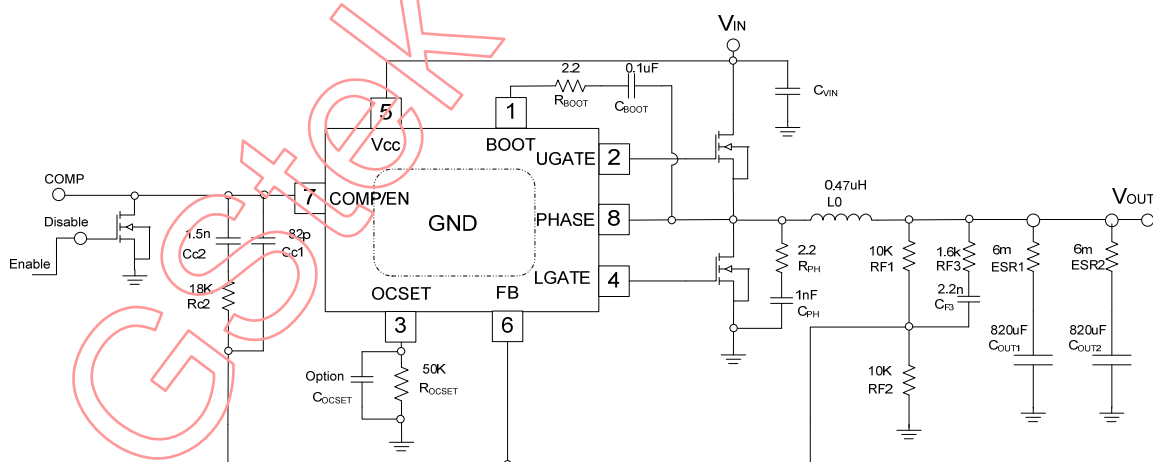 VIN
2.2
0.1uF
RBOOT
CBOOT
CVIN
5
1
Vcc
BOOT
UGATE
2
COMP
7
COMP/EN
Disable
Enable
1.5n
Cc2
82p
Cc1
18K
Rc2
GND
PHASE
8
0.47uH
L0
VOUT
LGATE
4
2.2
RPH
1nF
CPH
10K
RF1
1.6k
RF3
2.2n
CF3
6m
ESR1
6m
ESR2
OCSET
FB
3
6
820uF
COUT1
820uF
COUT2
Option
COCSET
50K
ROCSET
10K
RF2
Gstek